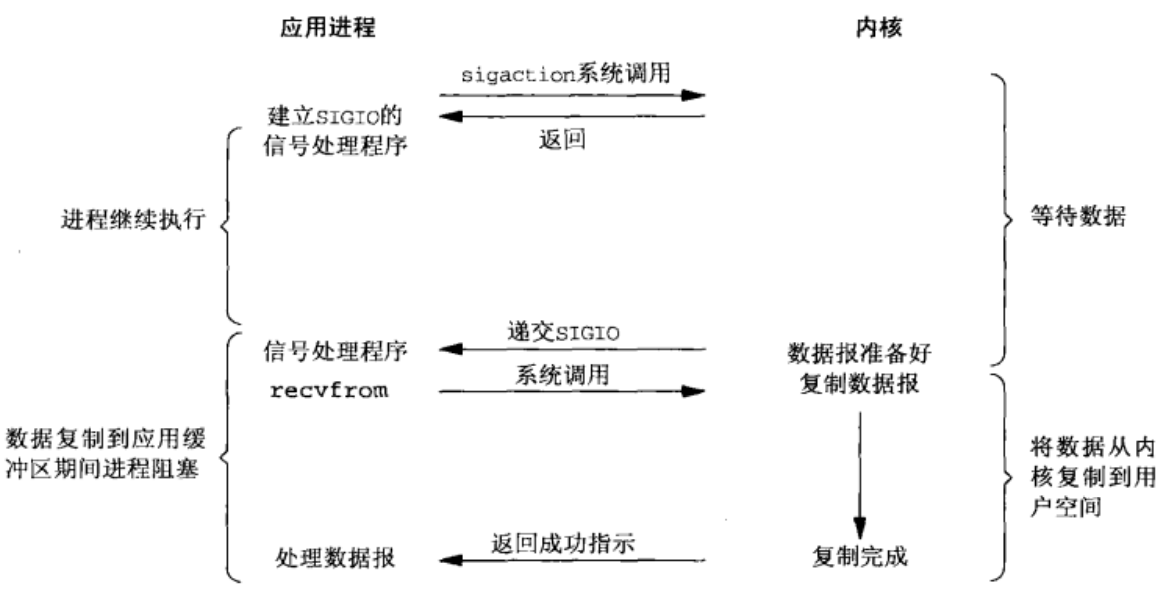 应用进程
内核
sigaction系统调用
建立SIGIO的
信号处理程序
返回
进程继续执行
等待数据
递交SIGIO
信号处理程序
数据报准备好
系统调用
复制数据报
recvfrom
数据复制到应用缓
冲区期间进程阻塞
将数据从内
核复制到用
户空间
返回成功指示
处理数据报
复制完成